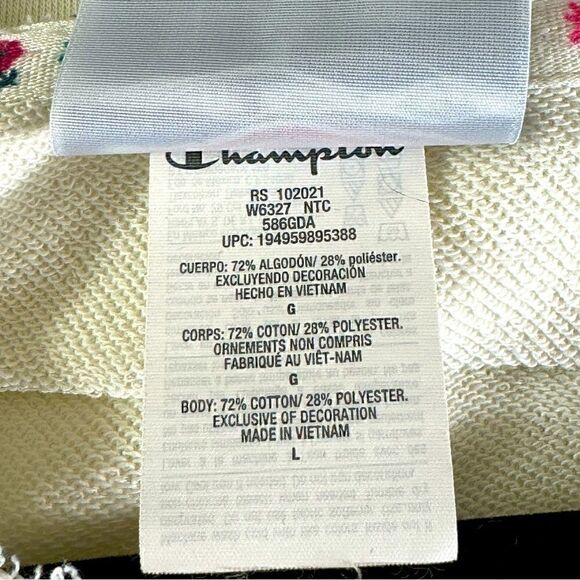 Champion
RS 102021
W6327 NTC
586GDA
UPC: 194959895388
CUERPO: 72% ALGODÓN/ 28% poliéster.
EXCLUYENDO DECORACIÓN
HECHO EN VIETNAM
G
CORPS: 72% COTON/ 28% POLYESTER.
ORNEMENTS NON COMPRIS
FABRIQUÉ AU VIÊT-NAM
G
BODY: 72% COTTON/ 28% POLYESTER.
EXCLUSIVE OF DECORATION
MADE IN VIETNAM
L